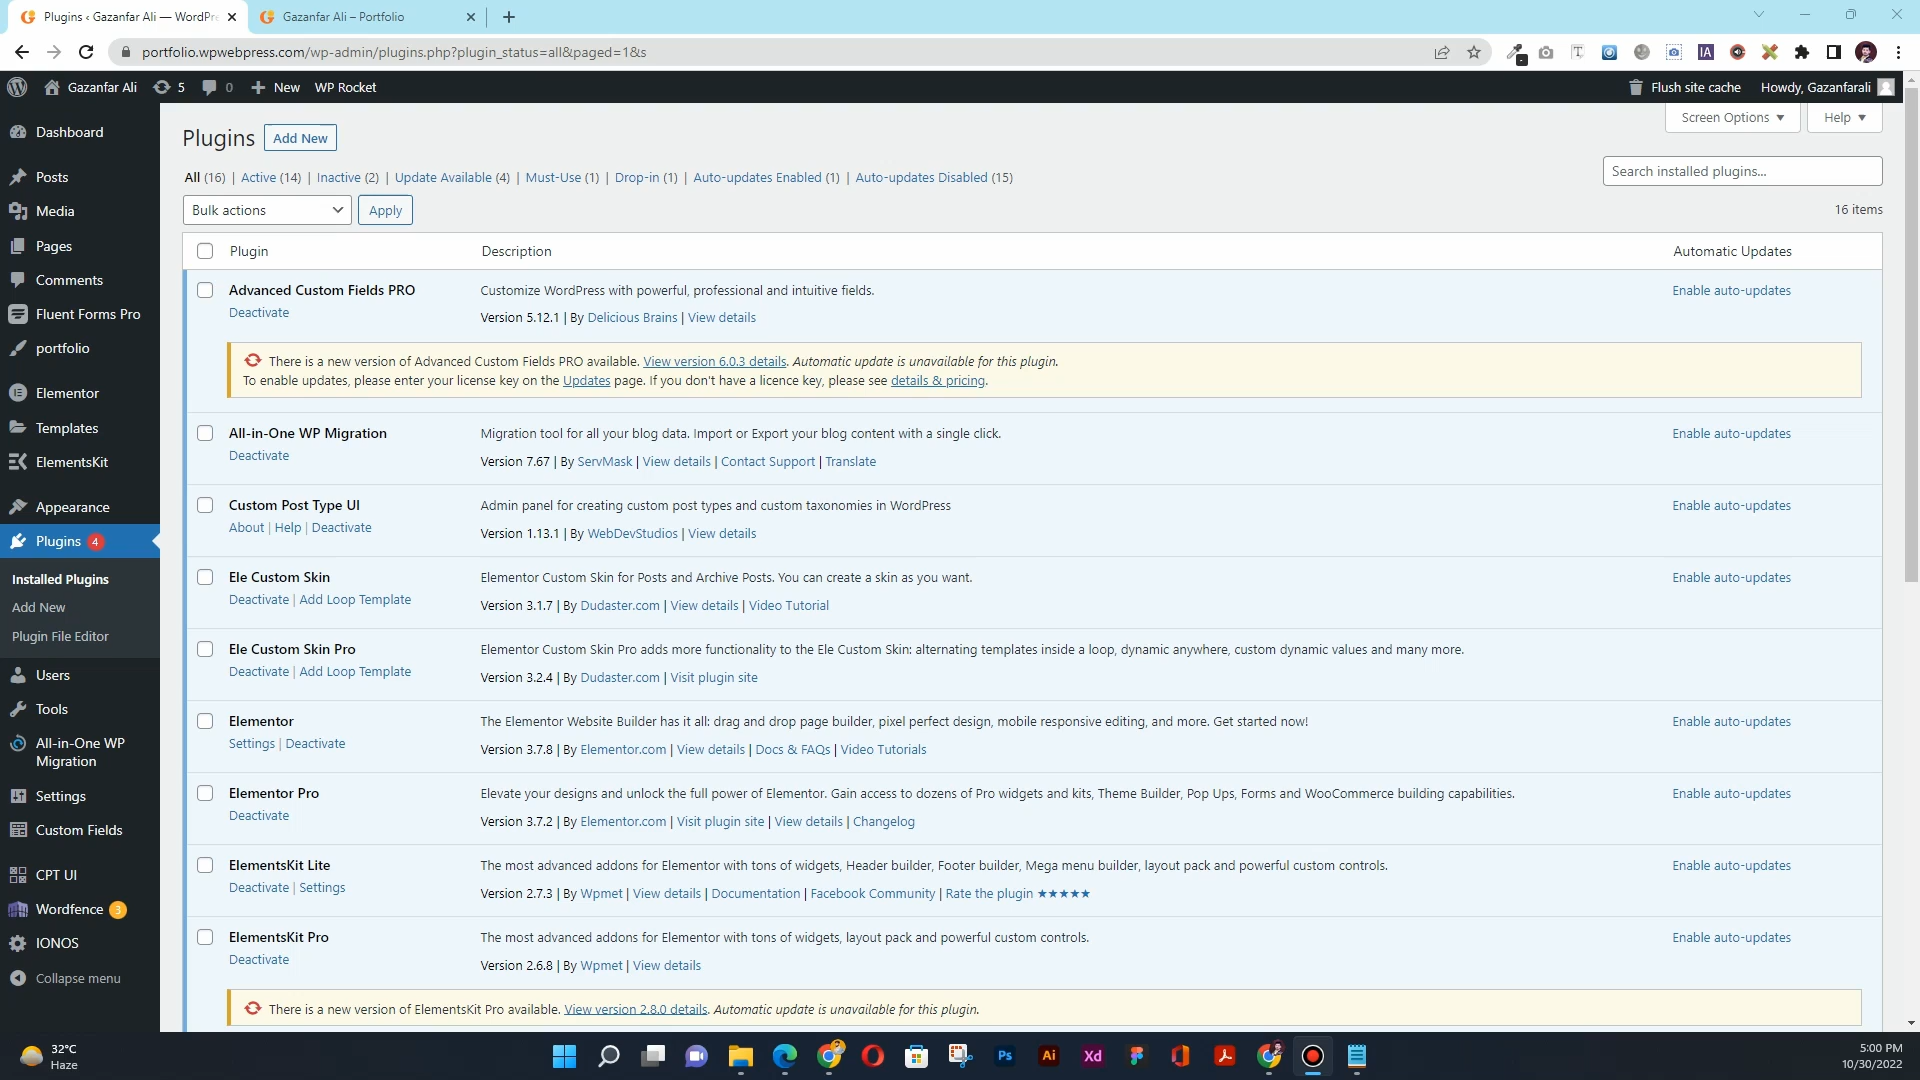 Plugins ‹ Gazanfar Ali — WordPre
Gazanfar Ali – Portfolio
portfolio.wpwebpress.com/wp-admin/plugins.php?plugin_status=all&paged=1&s
IA
Gazanfar Ali 5 0 New WP Rocket
Flush site cache Howdy, Gazanfarali
Dashboard
Posts
Media
Pages
Comments
Fluent Forms Pro
portfolio
Elementor
Templates
ElementsKit
Appearance
Plugins 4
Installed Plugins
Add New
Plugin File Editor
Users
Tools
All-in-One WP
Migration
Settings
Custom Fields
CPT UI
Wordfence 3
IONOS
Collapse menu
Screen Options ▼ Help ▼
Plugins Add New
All (16) | Active (14) | Inactive (2) | Update Available (4) | Must-Use (1) | Drop-in (1) | Auto-updates Enabled (1) | Auto-updates Disabled (15)
Search installed plugins...
Bulk actions Apply
16 items
Plugin Description Automatic Updates
Advanced Custom Fields PRO Customize WordPress with powerful, professional and intuitive fields. Enable auto-updates
Deactivate
Version 5.12.1 | By Delicious Brains | View details
There is a new version of Advanced Custom Fields PRO available. View version 6.0.3 details. Automatic update is unavailable for this plugin.
To enable updates, please enter your license key on the Updates page. If you don't have a licence key, please see details & pricing.
All-in-One WP Migration Migration tool for all your blog data. Import or Export your blog content with a single click. Enable auto-updates
Deactivate
Version 7.67 | By ServMask | View details | Contact Support | Translate
Custom Post Type UI Admin panel for creating custom post types and custom taxonomies in WordPress Enable auto-updates
About | Help | Deactivate
Version 1.13.1 | By WebDevStudios | View details
Ele Custom Skin Elementor Custom Skin for Posts and Archive Posts. You can create a skin as you want. Enable auto-updates
Deactivate | Add Loop Template
Version 3.1.7 | By Dudaster.com | View details | Video Tutorial
Ele Custom Skin Pro Elementor Custom Skin Pro adds more functionality to the Ele Custom Skin: alternating templates inside a loop, dynamic anywhere, custom dynamic values and many more.
Deactivate | Add Loop Template
Version 3.2.4 | By Dudaster.com | Visit plugin site
Elementor The Elementor Website Builder has it all: drag and drop page builder, pixel perfect design, mobile responsive editing, and more. Get started now! Enable auto-updates
Settings | Deactivate
Version 3.7.8 | By Elementor.com | View details | Docs & FAQs | Video Tutorials
Elementor Pro Elevate your designs and unlock the full power of Elementor. Gain access to dozens of Pro widgets and kits, Theme Builder, Pop Ups, Forms and WooCommerce building capabilities. Enable auto-updates
Deactivate
Version 3.7.2 | By Elementor.com | Visit plugin site | View details | Changelog
ElementsKit Lite The most advanced addons for Elementor with tons of widgets, Header builder, Footer builder, Mega menu builder, layout pack and powerful custom controls. Enable auto-updates
Deactivate | Settings
Version 2.7.3 | By Wpmet | View details | Documentation | Facebook Community | Rate the plugin ★★★★★
ElementsKit Pro The most advanced addons for Elementor with tons of widgets, layout pack and powerful custom controls. Enable auto-updates
Deactivate
Version 2.6.8 | By Wpmet | View details
There is a new version of ElementsKit Pro available. View version 2.8.0 details. Automatic update is unavailable for this plugin.
32°C
Haze
Ps Ai Xd
5:00 PM
10/30/2022